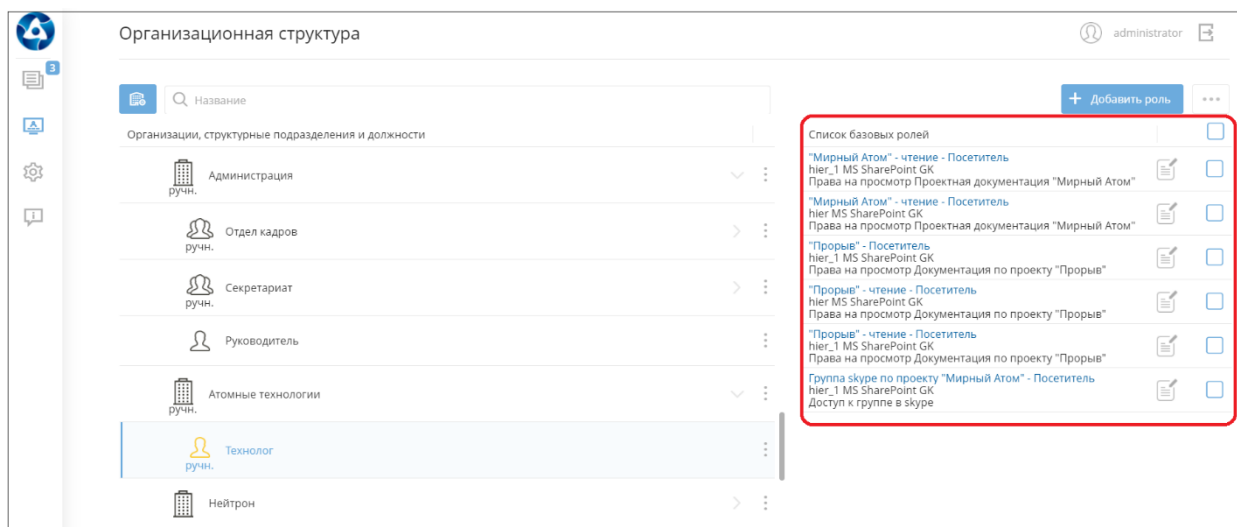 Организационная структура
administrator
3
Название
+ Добавить роль
Организации, структурные подразделения и должности
Администрация
ручн.
Отдел кадров
ручн.
Секретариат
ручн.
Руководитель
Атомные технологии
ручн.
Технолог
ручн.
Нейтрон
Список базовых ролей
"Мирный Атом" - чтение - Посетитель
hier_1 MS SharePoint GK
Права на просмотр Проектная документация "Мирный Атом"
"Мирный Атом" - чтение - Посетитель
hier MS SharePoint GK
Права на просмотр Проектная документация "Мирный Атом"
"Прорыв" - Посетитель
hier_1 MS SharePoint GK
Права на просмотр Документация по проекту "Прорыв"
"Прорыв" - чтение - Посетитель
hier MS SharePoint GK
Права на просмотр Документация по проекту "Прорыв"
"Прорыв" - чтение - Посетитель
hier_1 MS SharePoint GK
Права на просмотр Документация по проекту "Прорыв"
Группа skype по проекту "Мирный Атом" - Посетитель
hier_1 MS SharePoint GK
Доступ к группе в skype